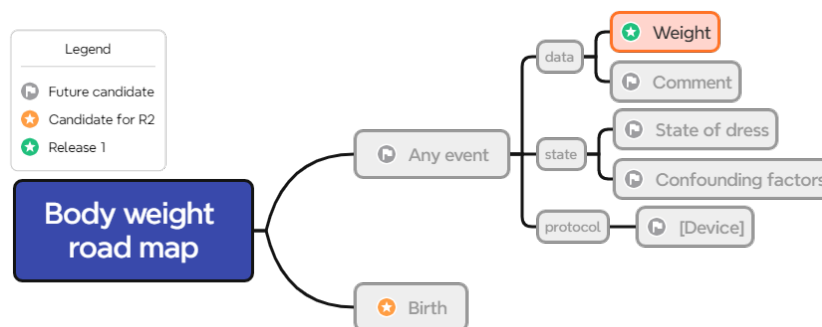 Legend
Future candidate
Candidate for R2
Release 1
Body weight
road map
Any event
Birth
data
Weight
Comment
state
State of dress
Confounding factors
protocol
[Device]